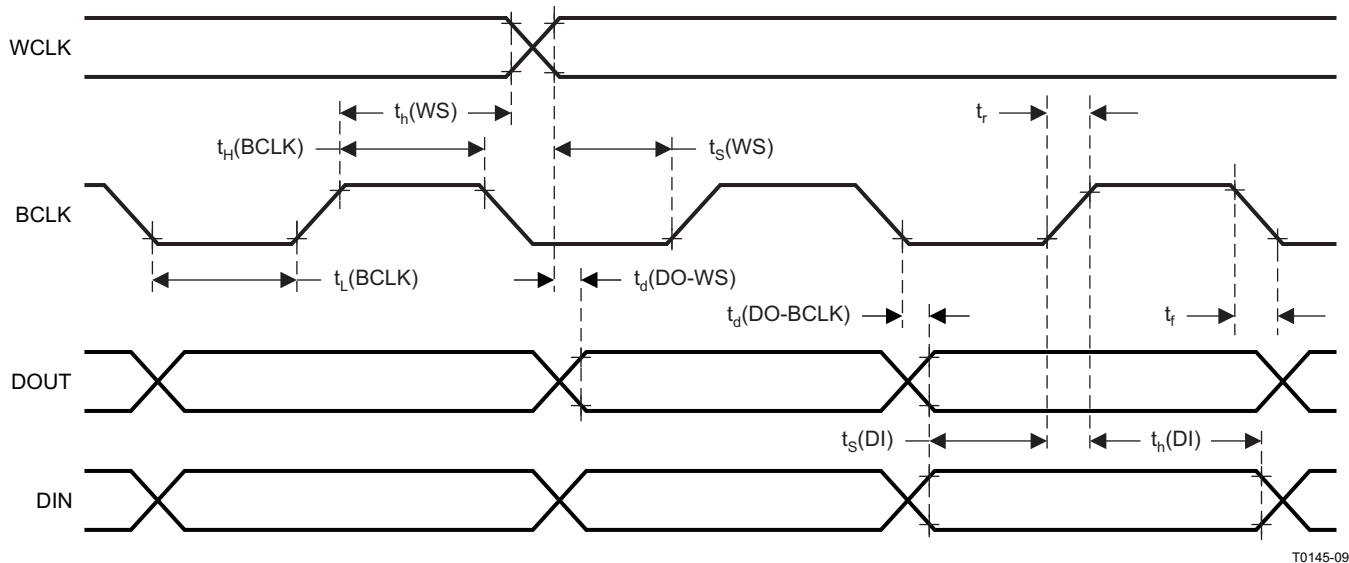 WCLK
t_h(WS)
t_r
t_H(BCLK)
t_S(WS)
BCLK
t_L(BCLK)
t_d(DO-WS)
t_d(DO-BCLK)
t_f
DOUT
t_S(DI)
t_h(DI)
DIN
T0145-09